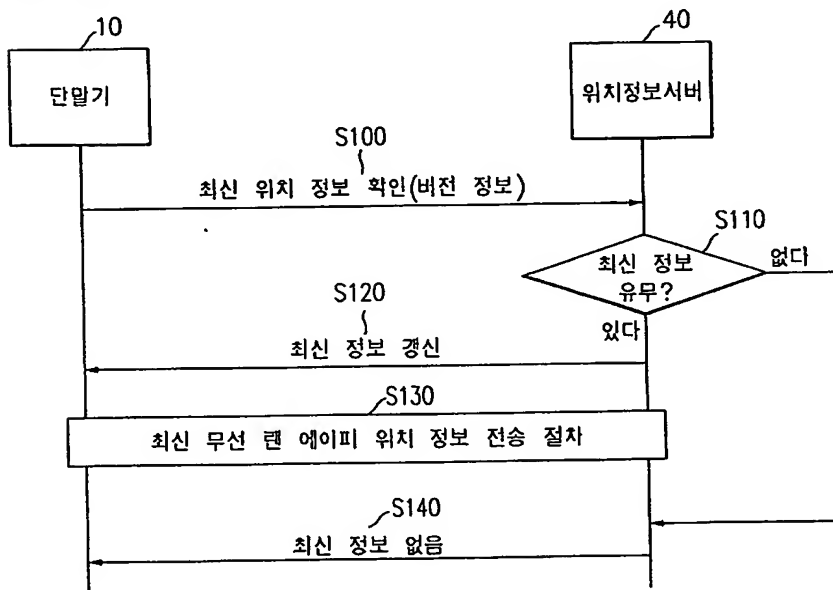 10
40
단말기
위치정보서버
S100
최신 위치 정보 확인(버전 정보)
S110
최신 정보
유무?
없다
있다
S120
최신 정보 갱신
S130
최신 무선 랜 에이피 위치 정보 전송 절차
S140
최신 정보 없음